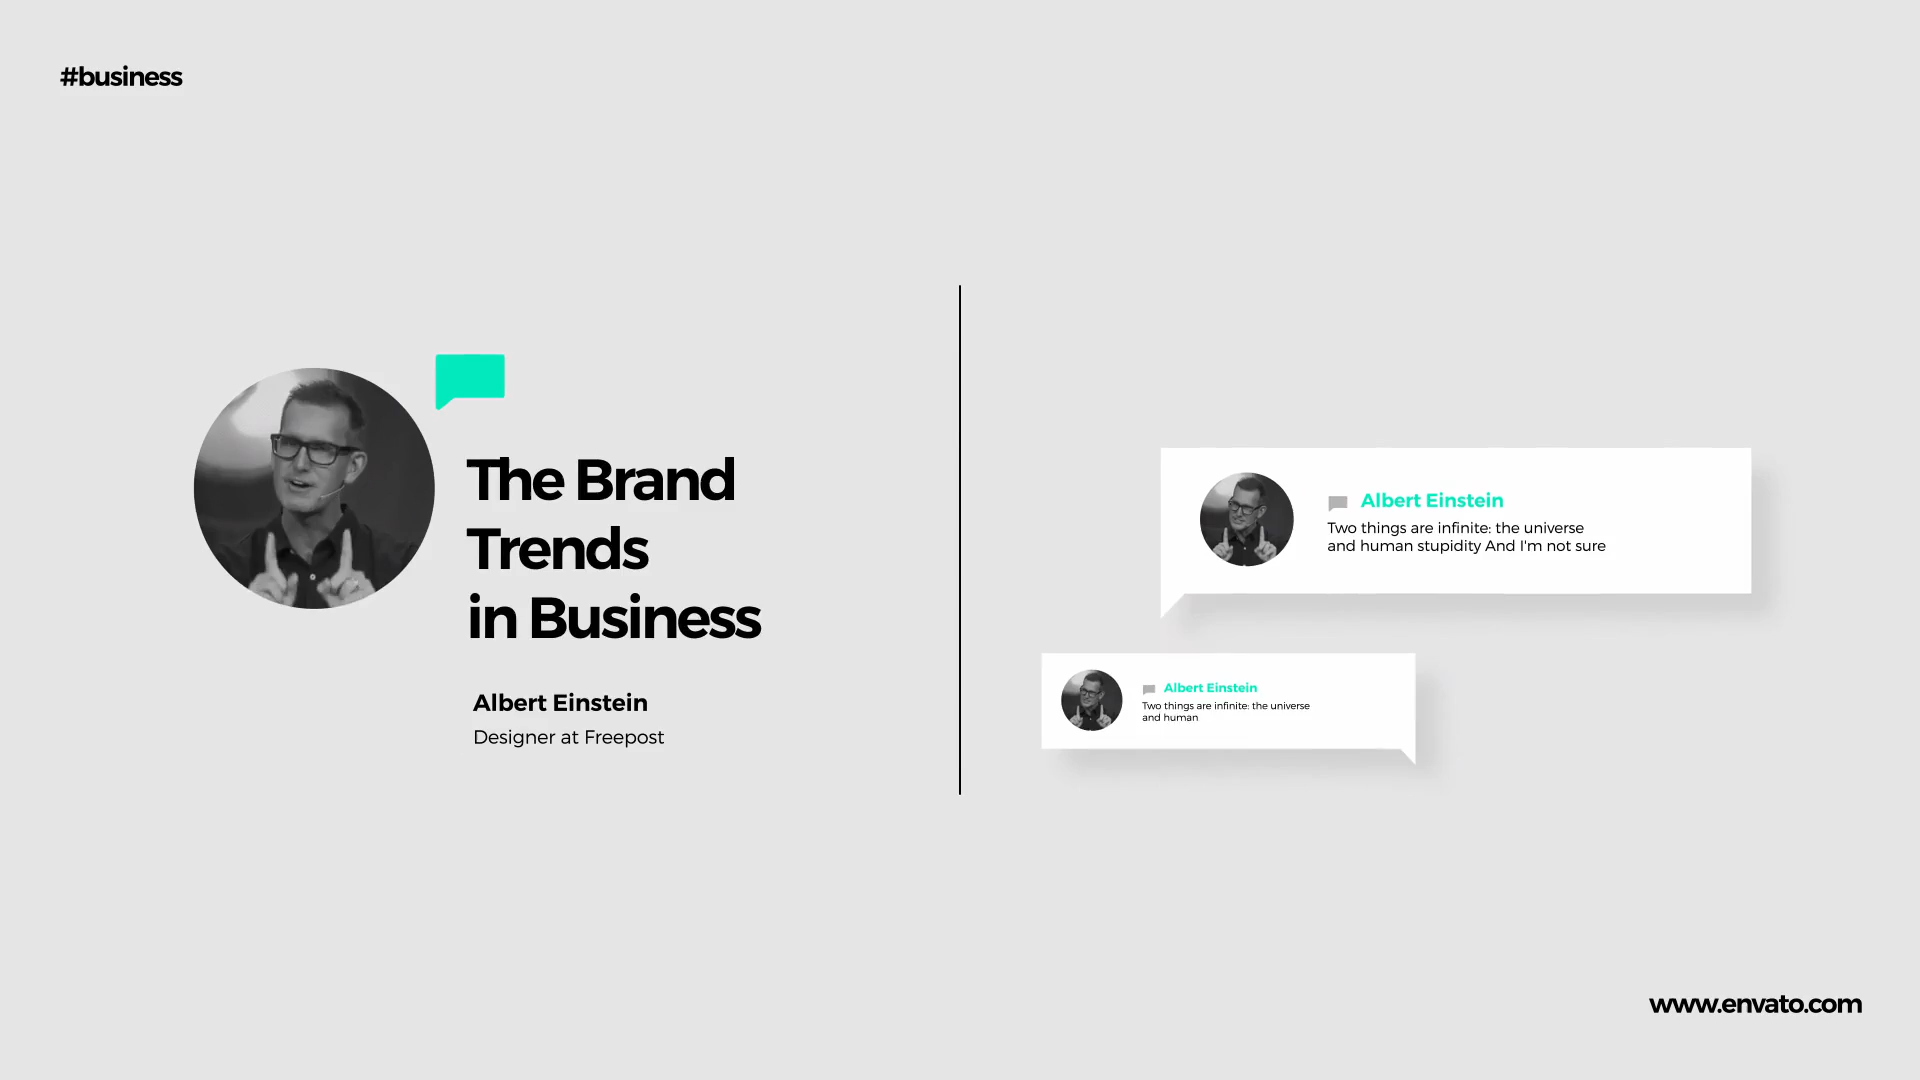 #business
The Brand
Trends
in Business
Albert Einstein
Designer at Freepost
Albert Einstein
Two things are infinite: the universe
and human stupidity And I'm not sure
Albert Einstein
Two things are infinite: the universe
and human
www.envato.com